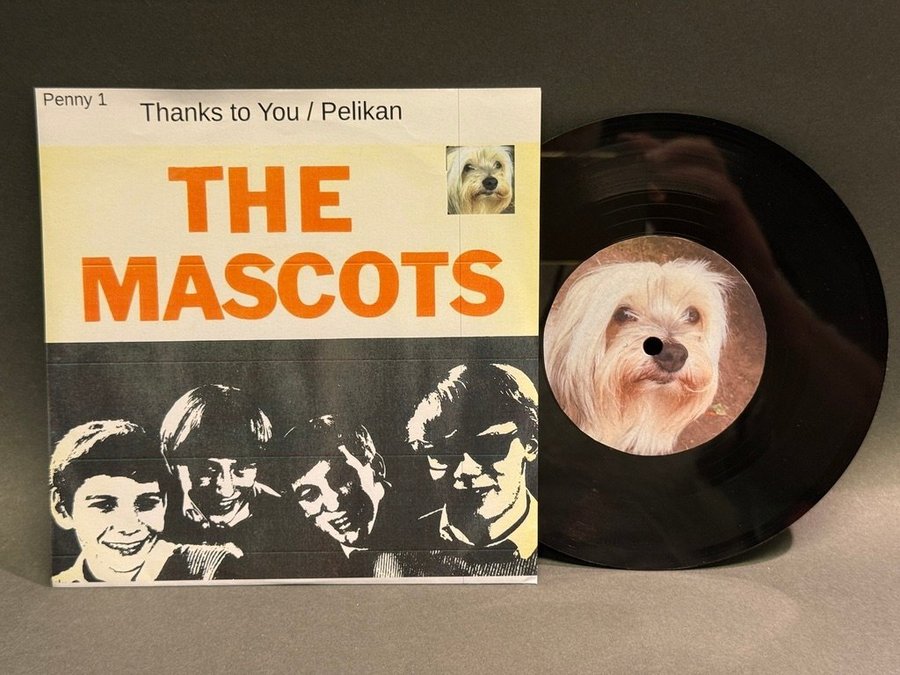 Penny 1
Thanks to You / Pelikan
THE
MASCOTS